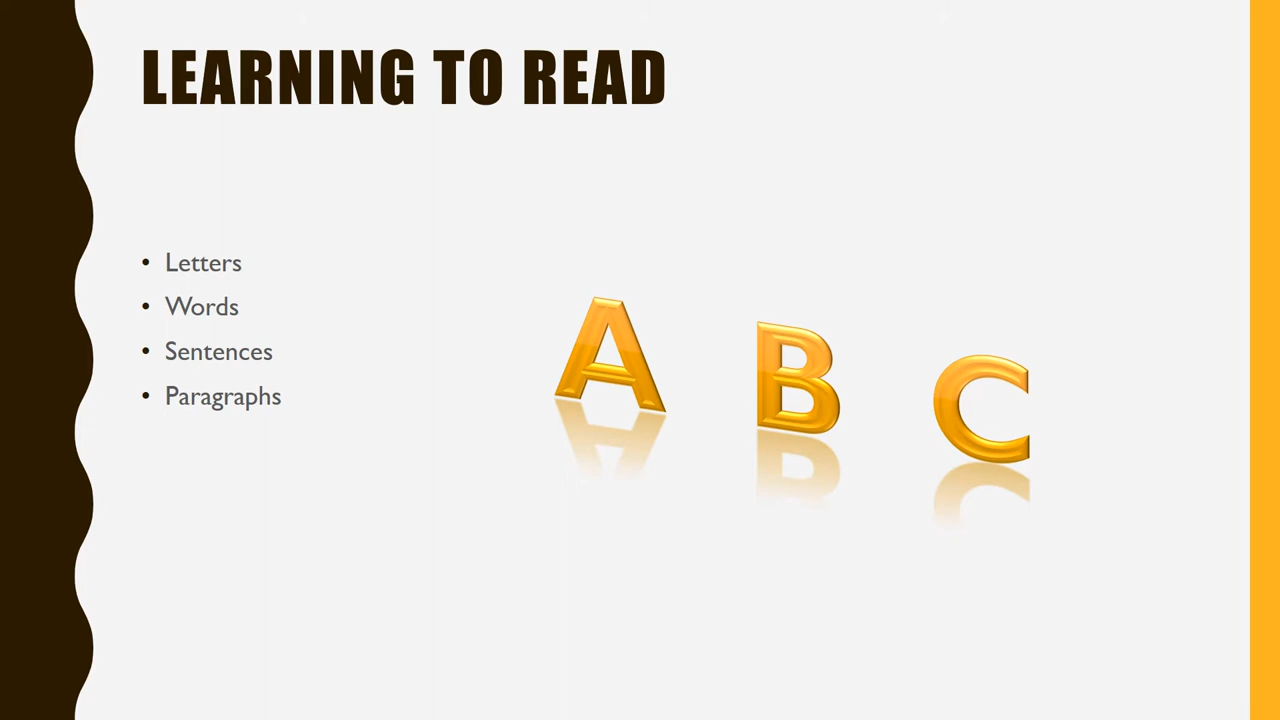 LEARNING TO READ
• Letters
• Words
• Sentences
• Paragraphs
A B C